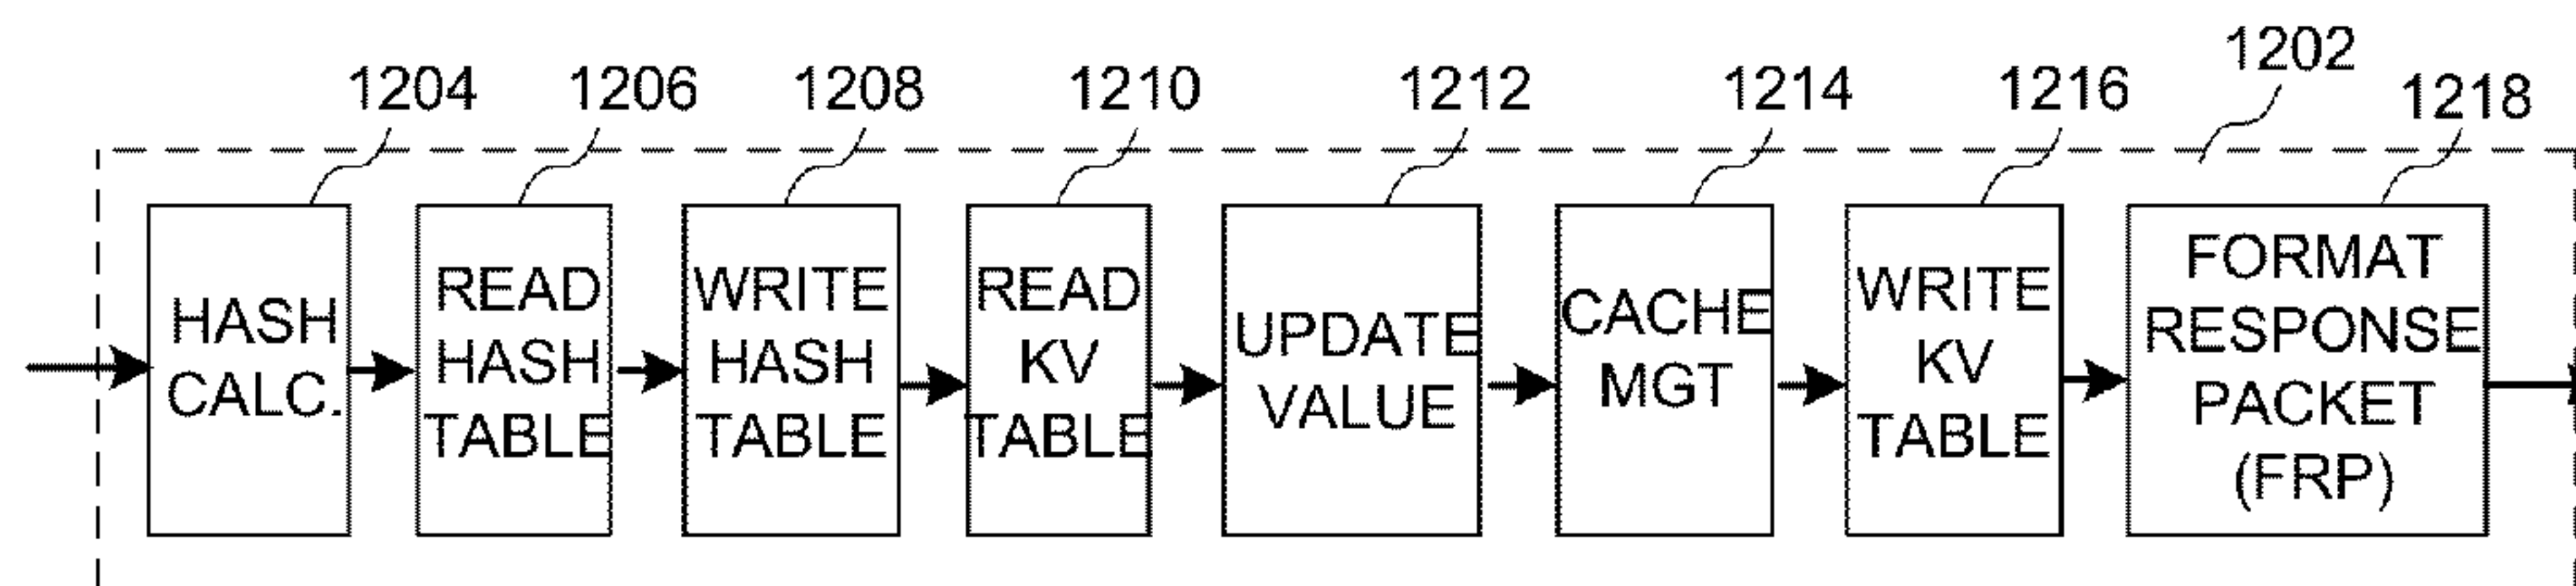 1202
1204 1206 1208 1210 1212 1214 1216 1218
HASH
CALC.
READ
HASH
TABLE
WRITE
HASH
TABLE
READ
KV
TABLE
UPDATE
VALUE
CACHE
MGT
WRITE
KV
TABLE
FORMAT
RESPONSE
PACKET
(FRP)